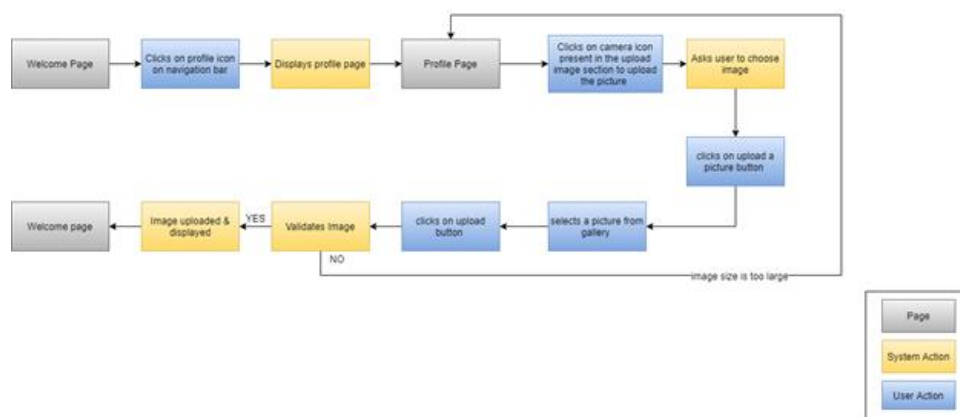 Welcome Page
Clicks on profile icon
on navigation bar
Displays profile page
Profile Page
Clicks on camera icon
present in the upload
image section to upload
the picture
Asks user to choose
image
clicks on upload a
picture button
Welcome page
Image uploaded &
displayed
YES
Validates Image
clicks on upload
button
selects a picture from
gallery
NO
image size is too large
Page
System Action
User Action